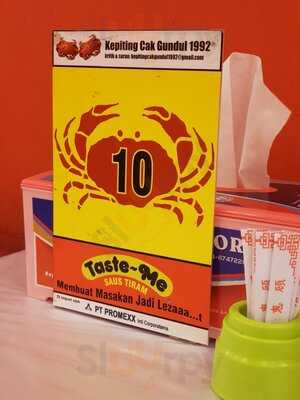 Kepiting Cak Gundul 1992
kritik & saran: kepitingcakgundul1992@gmail.com
10
Taste-Me
SAUS TIRAM
Membuat Masakan Jadi Lezaaa...t
PT PROMEXX
OR